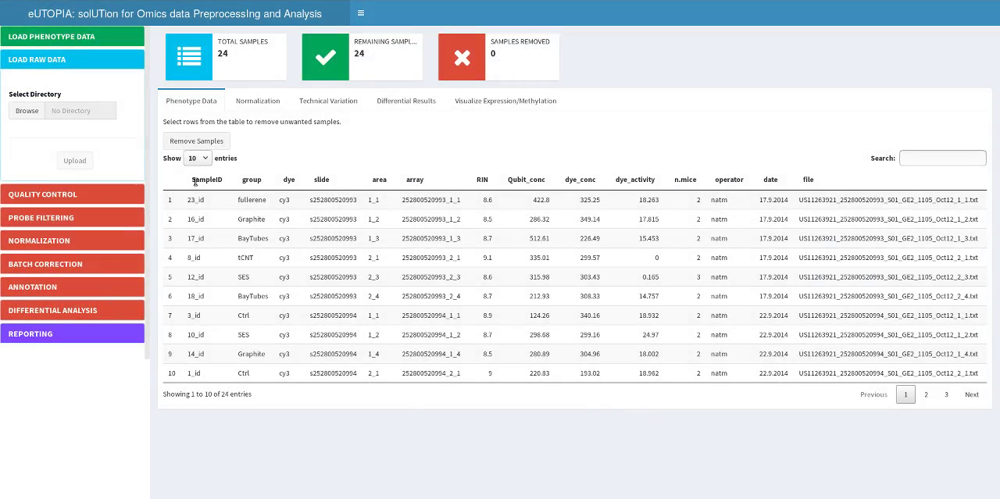 eUTOPIA: solUTion for Omics data PreprocessIng and Analysis
LOAD PHENOTYPE DATA
LOAD RAW DATA
Select Directory
Browse No Directory
Upload
QUALITY CONTROL
PROBE FILTERING
NORMALIZATION
BATCH CORRECTION
ANNOTATION
DIFFERENTIAL ANALYSIS
REPORTING
TOTAL SAMPLES
24
REMAINING SAMPL...
24
SAMPLES REMOVED
0
Phenotype Data Normalization Technical Variation Differential Results Visualize Expression/Methylation
Select rows from the table to remove unwanted samples.
Remove Samples
Show 10 entries Search:
SampleID group dye slide area array RIN Qubit_conc dye_conc dye_activity n.mice operator date file
1 23_id fullerene cy3 s252800520993 1_1 252800520993_1_1 8.6 422.8 325.25 18.263 2 natm 17.9.2014 US11263921_252800520993_S01_GE2_1105_Oct12_1_1.txt
2 16_id Graphite cy3 s252800520993 1_2 252800520993_1_2 8.5 286.32 349.14 17.815 2 natm 17.9.2014 US11263921_252800520993_S01_GE2_1105_Oct12_1_2.txt
3 17_id BayTubes cy3 s252800520993 1_3 252800520993_1_3 8.7 512.61 226.49 15.453 2 natm 17.9.2014 US11263921_252800520993_S01_GE2_1105_Oct12_1_3.txt
4 8_id tCNT cy3 s252800520993 2_1 252800520993_2_1 9.1 335.01 299.57 0 2 natm 17.9.2014 US11263921_252800520993_S01_GE2_1105_Oct12_2_1.txt
5 12_id SES cy3 s252800520993 2_3 252800520993_2_3 8.6 315.98 303.43 0.165 3 natm 17.9.2014 US11263921_252800520993_S01_GE2_1105_Oct12_2_3.txt
6 18_id BayTubes cy3 s252800520993 2_4 252800520993_2_4 8.7 212.93 308.33 14.757 2 natm 17.9.2014 US11263921_252800520993_S01_GE2_1105_Oct12_2_4.txt
7 3_id Ctrl cy3 s252800520994 1_1 252800520994_1_1 8.9 124.26 340.16 18.932 2 natm 22.9.2014 US11263921_252800520994_S01_GE2_1105_Oct12_1_1.txt
8 10_id SES cy3 s252800520994 1_2 252800520994_1_2 8.7 298.68 299.16 24.97 2 natm 22.9.2014 US11263921_252800520994_S01_GE2_1105_Oct12_1_2.txt
9 14_id Graphite cy3 s252800520994 1_4 252800520994_1_4 8.5 280.89 304.96 18.002 2 natm 22.9.2014 US11263921_252800520994_S01_GE2_1105_Oct12_1_4.txt
10 1_id Ctrl cy3 s252800520994 2_1 252800520994_2_1 9 220.83 193.02 18.962 2 natm 22.9.2014 US11263921_252800520994_S01_GE2_1105_Oct12_2_1.txt
Showing 1 to 10 of 24 entries Previous 1 2 3 Next